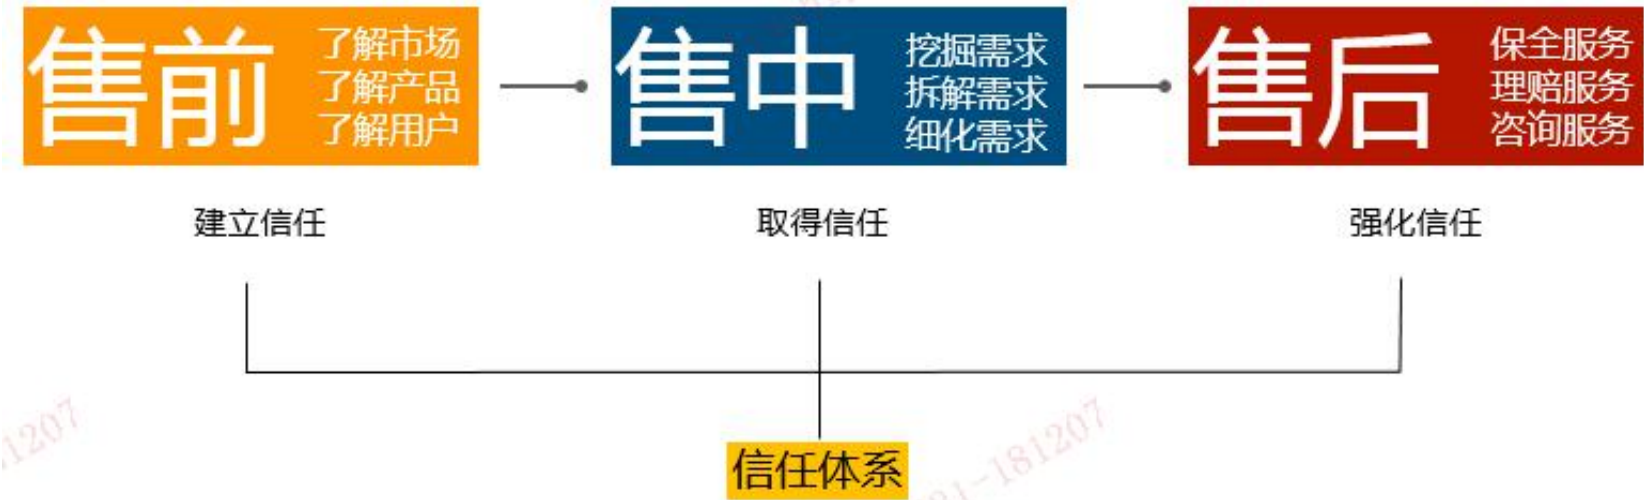 售前
了解市场
了解产品
了解用户
售中
挖掘需求
拆解需求
细化需求
售后
保全服务
理赔服务
咨询服务
建立信任
取得信任
强化信任
信任体系
1207
-181207